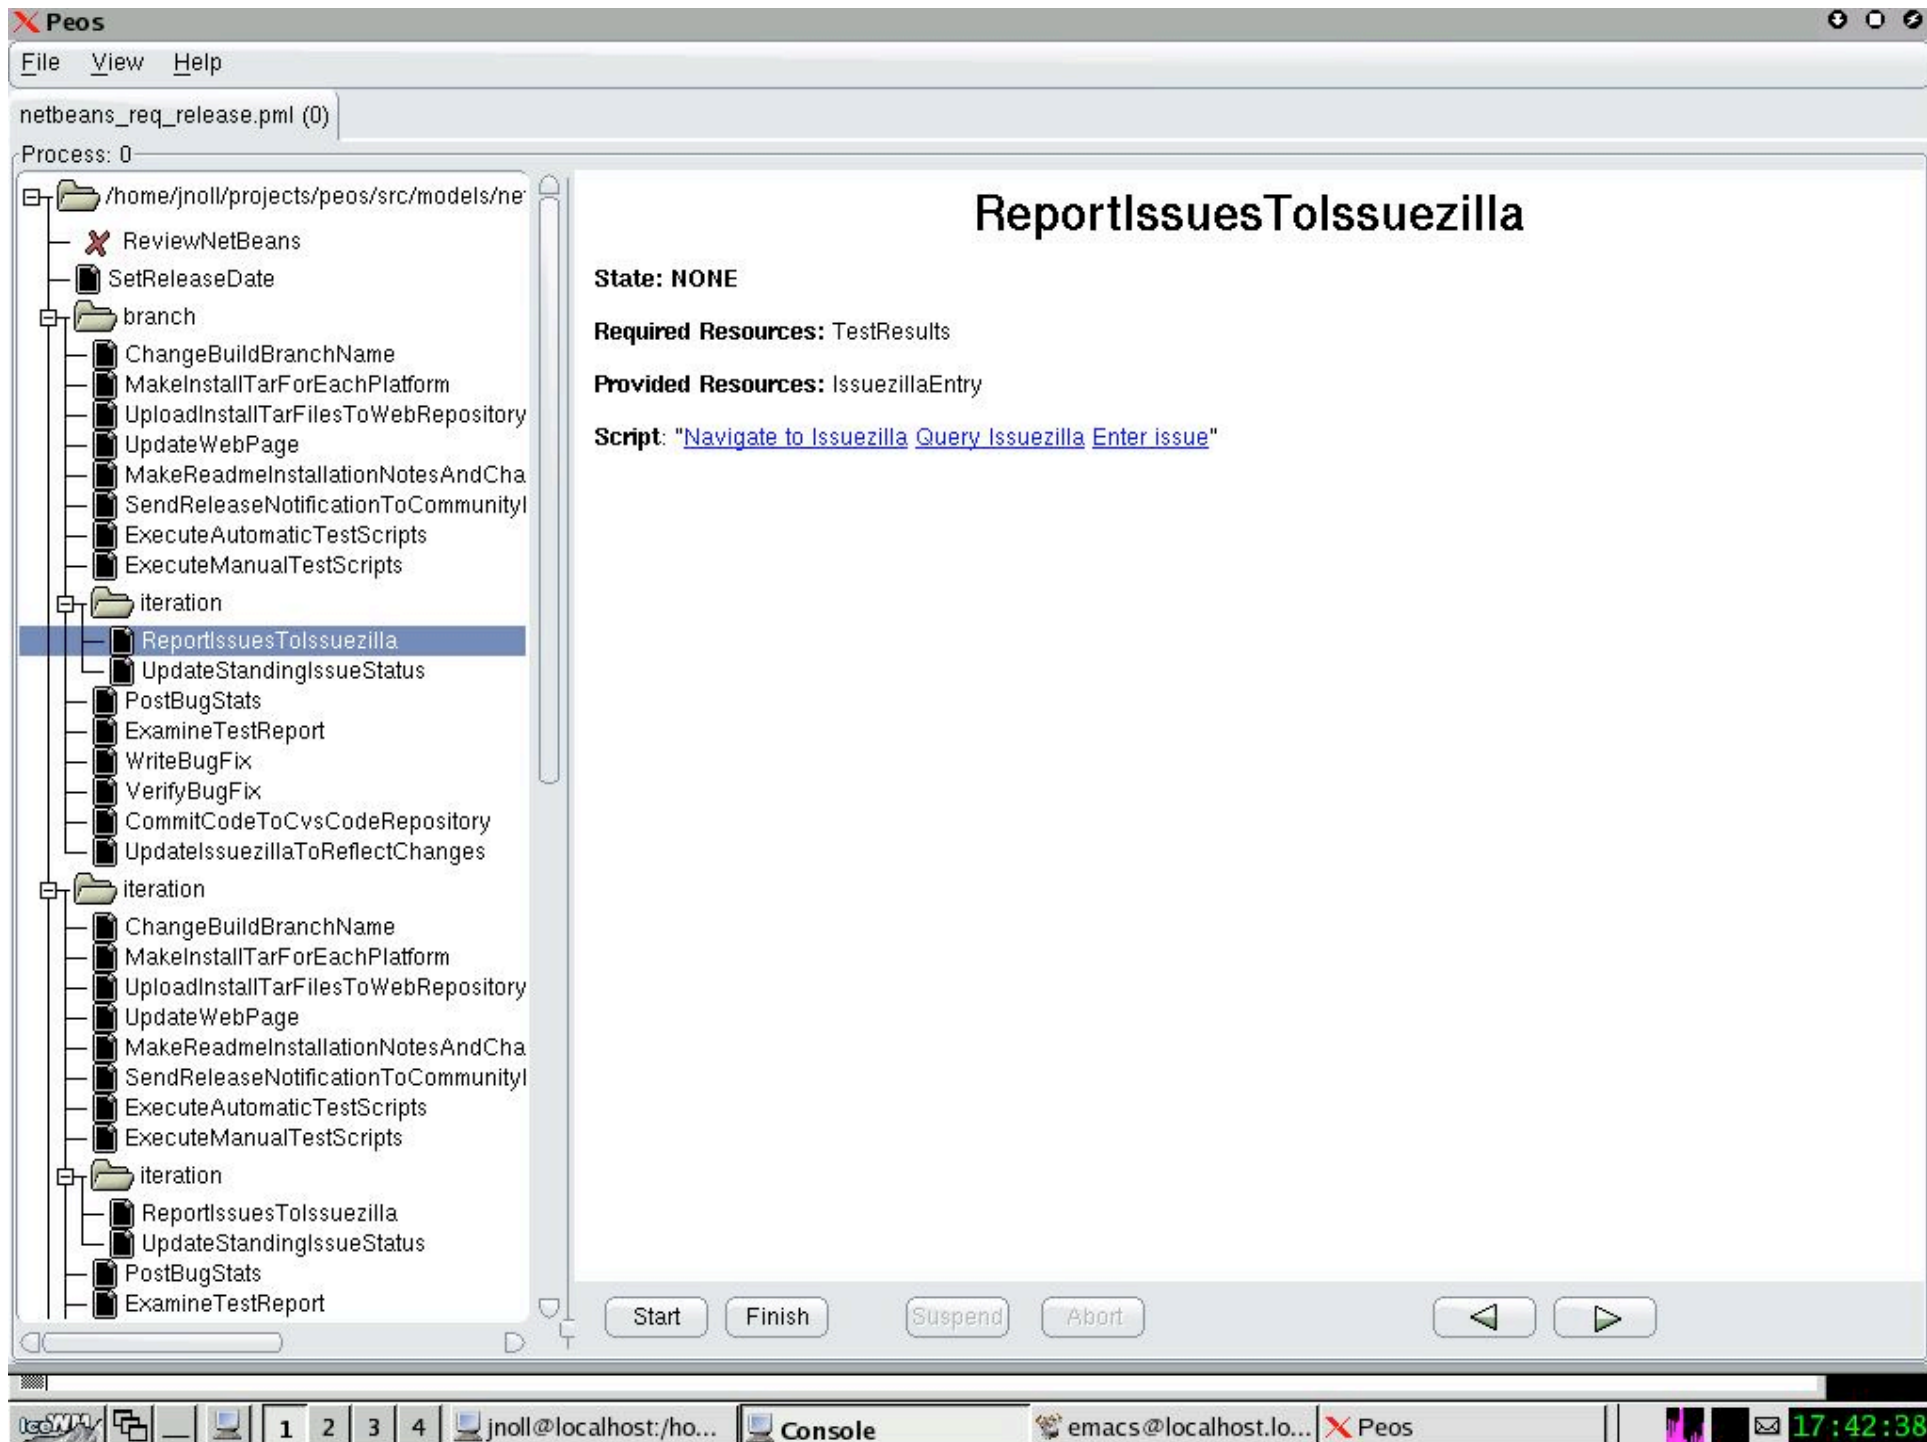 Peos
File View Help
netbeans_req_release.pml (0)
Process: 0
/home/jnoll/projects/peos/src/models/ne
ReviewNetBeans
SetReleaseDate
branch
ChangeBuildBranchName
MakeInstallTarForEachPlatform
UploadInstallTarFilesToWebRepository
UpdateWebPage
MakeReadmeInstallationNotesAndCha
SendReleaseNotificationToCommunity
ExecuteAutomaticTestScripts
ExecuteManualTestScripts
iteration
ReportIssuesToIssuezilla
UpdateStandingIssueStatus
PostBugStats
ExamineTestReport
WriteBugFix
VerifyBugFix
CommitCodeToCvsCodeRepository
UpdateIssuezillaToReflectChanges
iteration
ChangeBuildBranchName
MakeInstallTarForEachPlatform
UploadInstallTarFilesToWebRepository
UpdateWebPage
MakeReadmeInstallationNotesAndCha
SendReleaseNotificationToCommunity
ExecuteAutomaticTestScripts
ExecuteManualTestScripts
iteration
ReportIssuesToIssuezilla
UpdateStandingIssueStatus
PostBugStats
ExamineTestReport
ReportIssuesToIssuezilla
State: NONE
Required Resources: TestResults
Provided Resources: IssuezillaEntry
Script: "Navigate to Issuezilla Query Issuezilla Enter issue"
Start Finish Suspend Abort
IceWM 1 2 3 4 jnoll@localhost:/ho... Console emacs@localhost.lo... Peos 17:42:38